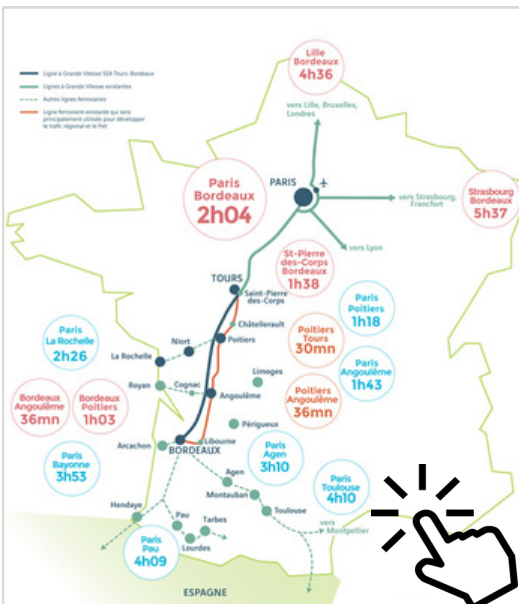 Ligne à Grande Vitesse SEA Tours-Bordeaux
Lignes à Grande Vitesse existantes
Autres lignes ferroviaires
Ligne ferroviaire existante qui sera
principalement utilisée pour développer
le trafic régional et le fret
Lille
Bordeaux
4h36
vers Lille, Bruxelles,
Londres
Paris
Bordeaux
2h04
PARIS
vers Strasbourg,
Francfort
Strasbourg
Bordeaux
5h37
vers Lyon
St-Pierre
des-Corps
Bordeaux
1h38
TOURS
Saint-Pierre
des-Corps
Châtellerault
Poitiers
Paris
Poitiers
1h18
Poitiers
Tours
30mn
Paris
La Rochelle
2h26
Niort
La Rochelle
Paris
Angoulême
1h43
Limoges
Royan
Cognac
Angoulême
Poitiers
Angoulême
36mn
Bordeaux
Angoulême
36mn
Bordeaux
Poitiers
1h03
Périgueux
Libourne
Arcachon
BORDEAUX
Paris
Bayonne
3h53
Paris
Agen
3h10
Agen
Montauban
Toulouse
Paris
Toulouse
4h10
vers
Montpellier
Hendaye
Pau
Tarbes
Lourdes
Paris
Pau
4h09
ESPAGNE